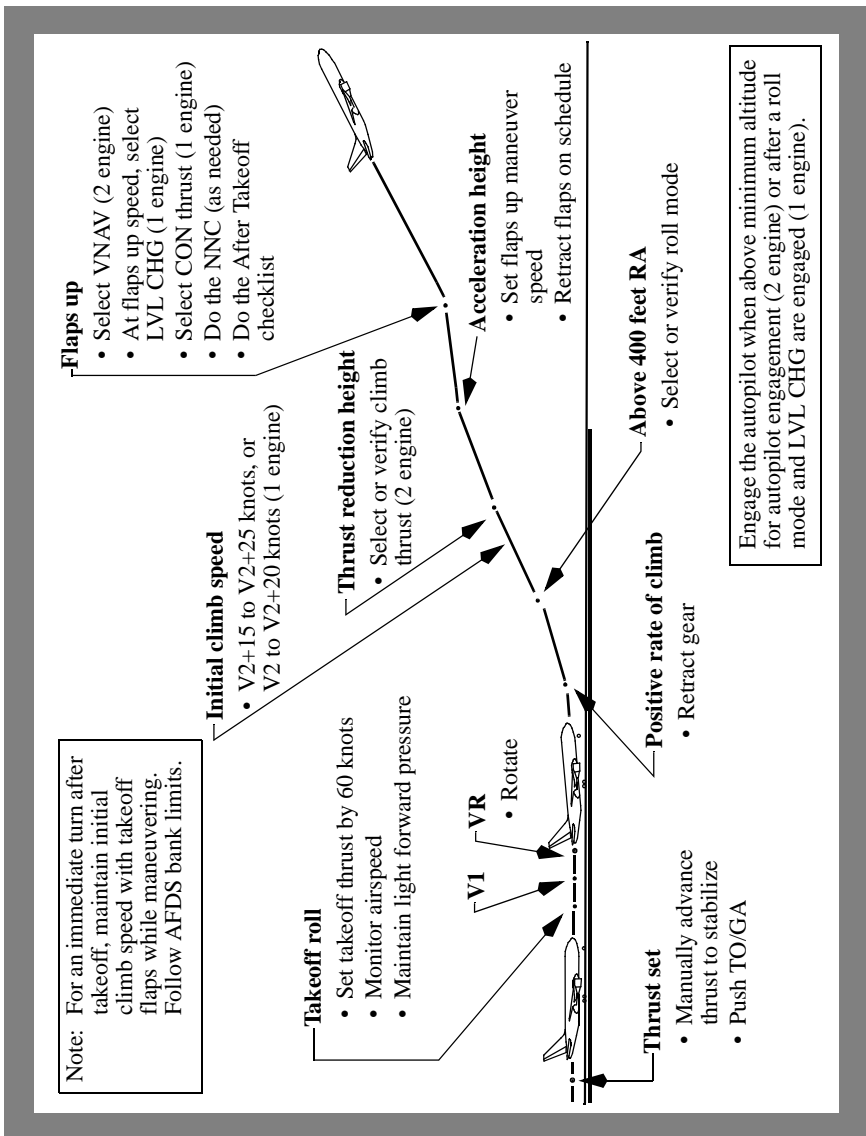 Note: For an immediate turn after
takeoff, maintain initial
climb speed with takeoff
flaps while maneuvering.
Follow AFDS bank limits.
Flaps up
• Select VNAV (2 engine)
• At flaps up speed, select
LVL CHG (1 engine)
• Select CON thrust (1 engine)
• Do the NNC (as needed)
• Do the After Takeoff
checklist
Initial climb speed
• V2+15 to V2+25 knots, or
V2 to V2+20 knots (1 engine)
Thrust reduction height
• Select or verify climb
thrust (2 engine)
Takeoff roll
• Set takeoff thrust by 60 knots
• Monitor airspeed
• Maintain light forward pressure
V1
VR
• Rotate
Acceleration height
• Set flaps up maneuver
speed
• Retract flaps on schedule
Thrust set
• Manually advance
thrust to stabilize
• Push TO/GA
Positive rate of climb
• Retract gear
Above 400 feet RA
• Select or verify roll mode
Engage the autopilot when above minimum altitude
for autopilot engagement (2 engine) or after a roll
mode and LVL CHG are engaged (1 engine).